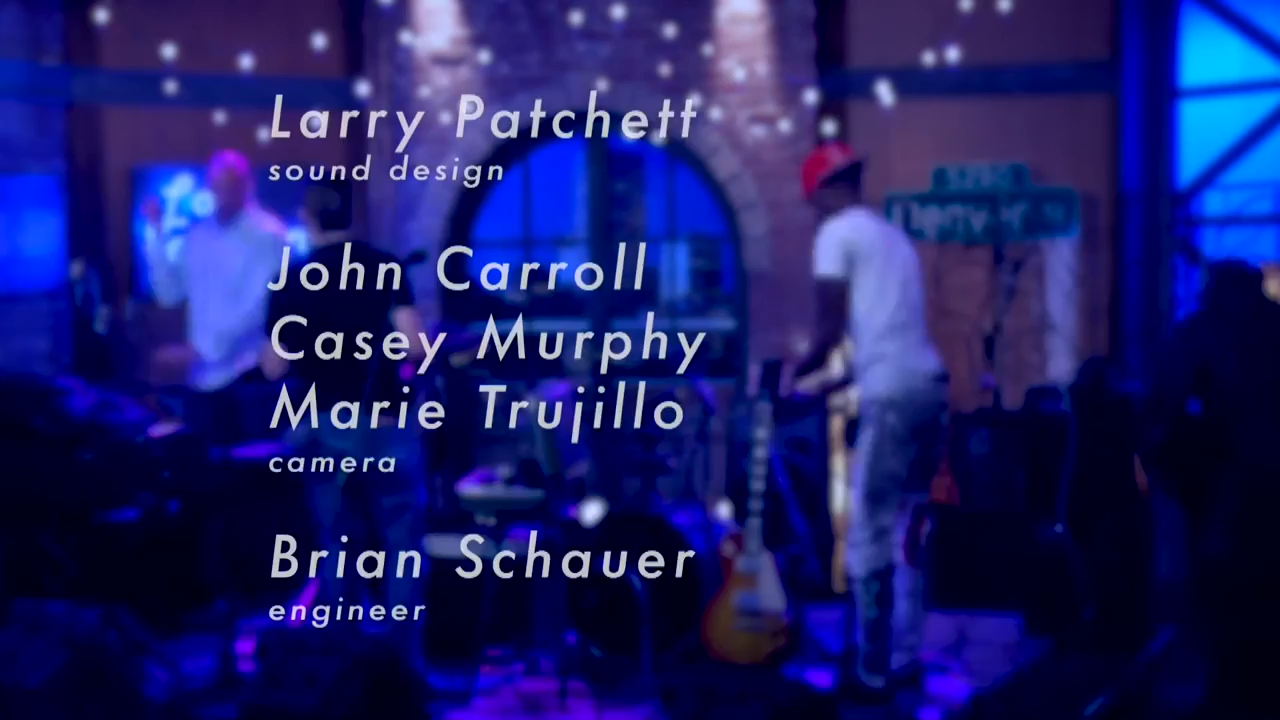 Larry Patchett
sound design
John Carroll
Casey Murphy
Marie Trujillo
camera
Brian Schauer
engineer